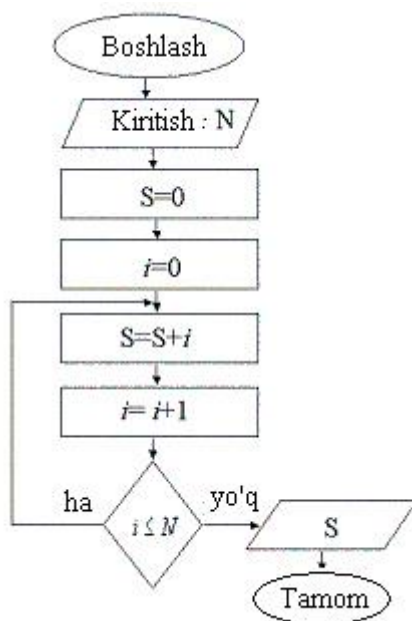 Boshlash
Kiritish : N
S=0
i=0
S=S+i
i= i+1
ha
i ≤ N
yo'q
S
Tamom